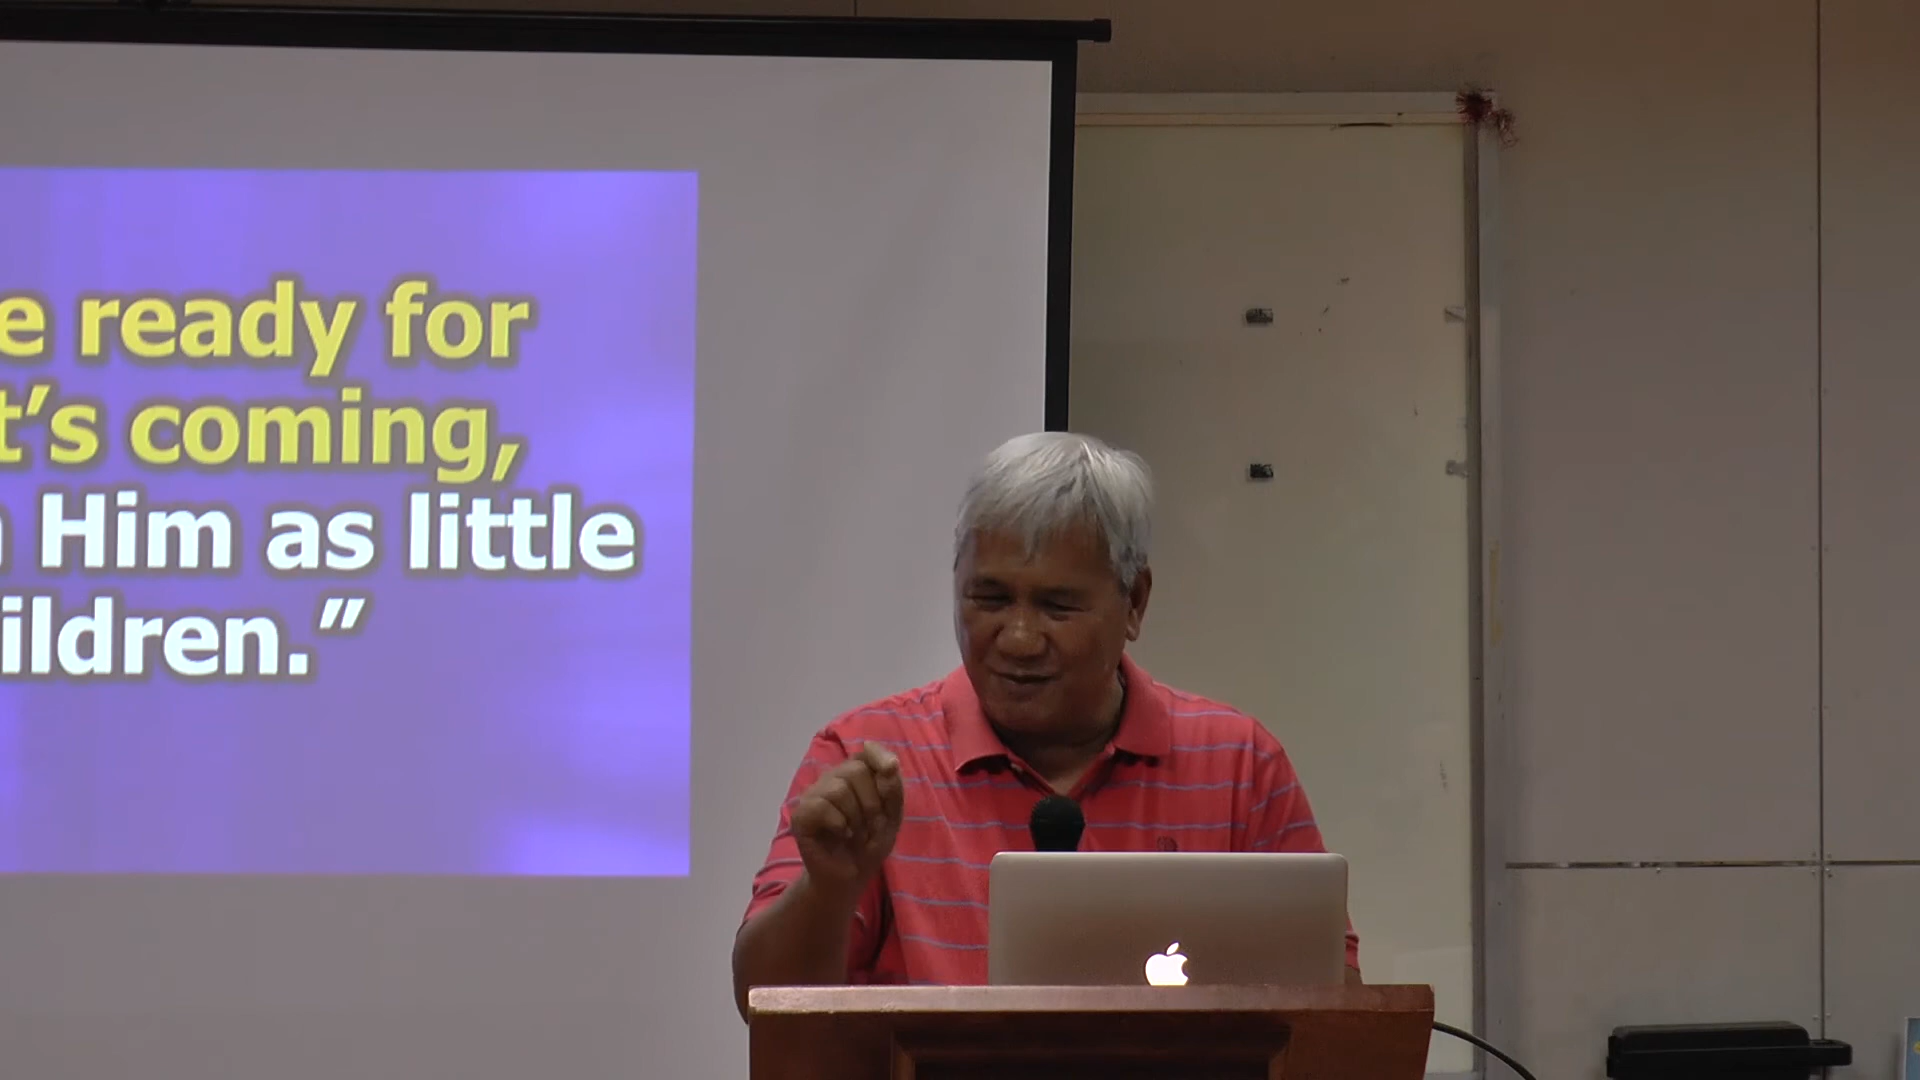 e ready for
t’s coming,
Him as little
ildren.”